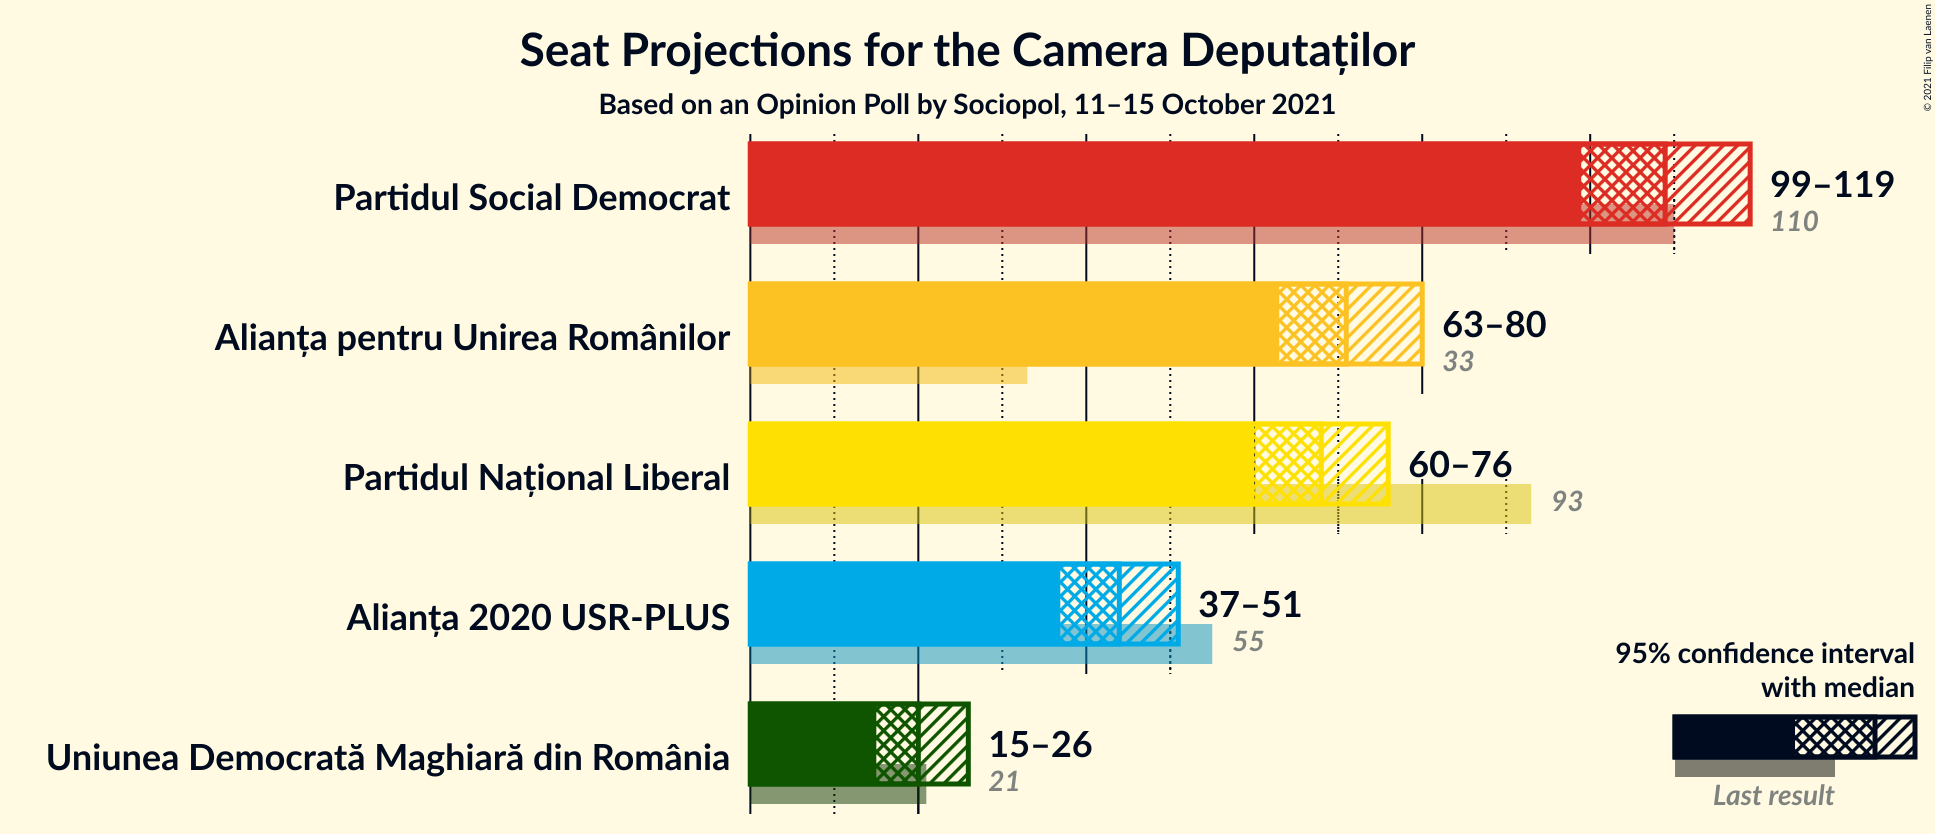 Seat Projections for the Camera Deputaților
Based on an Opinion Poll by Sociopol, 11–15 October 2021
© 2021 Filip van Laenen
Partidul Social Democrat
99–119
110
Alianța pentru Unirea Românilor
63–80
33
Partidul Național Liberal
60–76
93
Alianța 2020 USR-PLUS
37–51
55
Uniunea Democrată Maghiară din România
15–26
21
95% confidence interval
with median
Last result